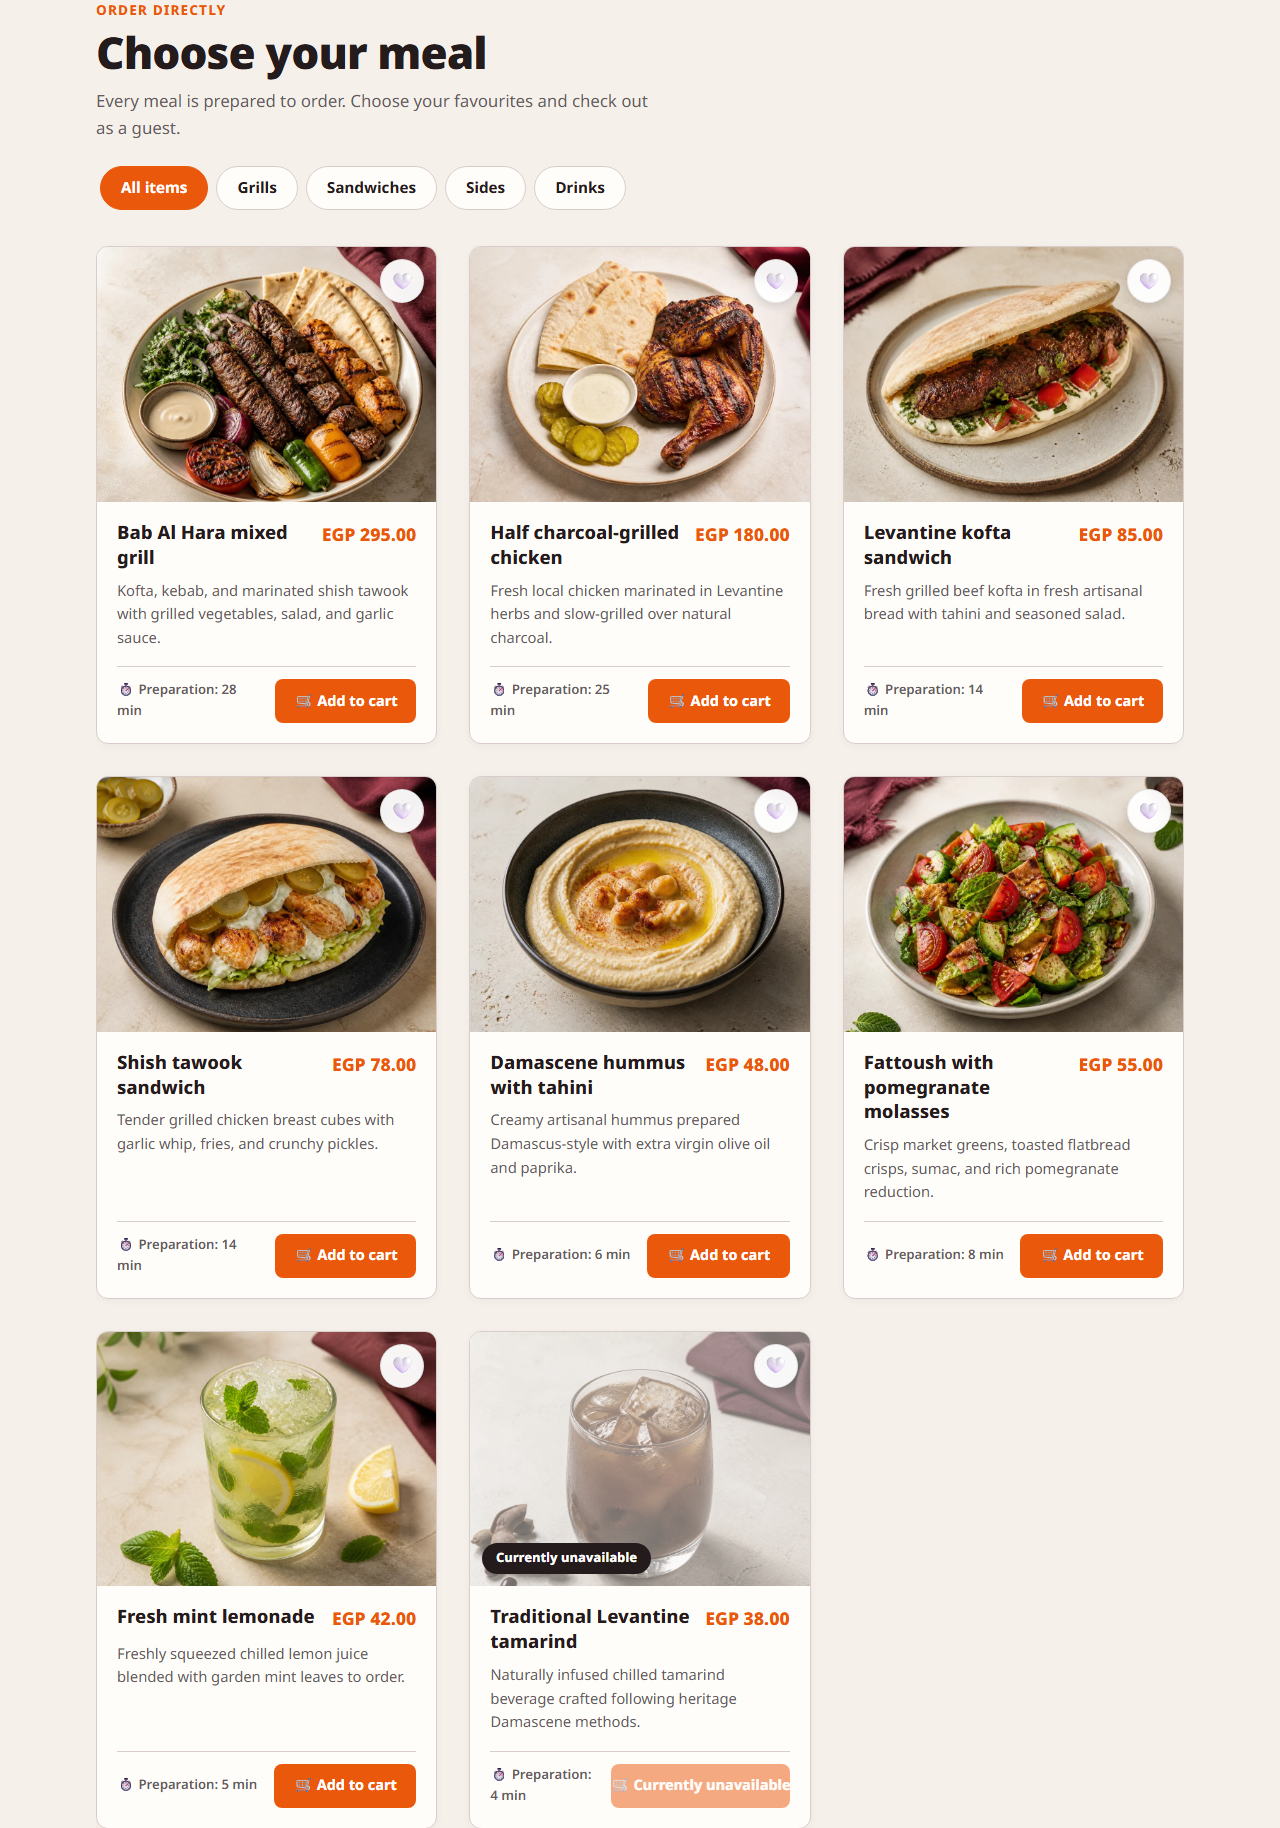 ORDER DIRECTLY
Choose your meal
Every meal is prepared to order. Choose your favourites and check out
as a guest.
All items
Grills
Sandwiches
Sides
Drinks
Bab Al Hara mixed
grill
EGP 295.00
Kofta, kebab, and marinated shish tawook
with grilled vegetables, salad, and garlic
sauce.
Preparation: 28
min
Add to cart
Half charcoal-grilled
chicken
EGP 180.00
Fresh local chicken marinated in Levantine
herbs and slow-grilled over natural
charcoal.
Preparation: 25
min
Add to cart
Levantine kofta
sandwich
EGP 85.00
Fresh grilled beef kofta in fresh artisanal
bread with tahini and seasoned salad.
Preparation: 14
min
Add to cart
Shish tawook
sandwich
EGP 78.00
Tender grilled chicken breast cubes with
garlic whip, fries, and crunchy pickles.
Preparation: 14
min
Add to cart
Damascene hummus
with tahini
EGP 48.00
Creamy artisanal hummus prepared
Damascus-style with extra virgin olive oil
and paprika.
Preparation: 6 min
Add to cart
Fattoush with
pomegranate
molasses
EGP 55.00
Crisp market greens, toasted flatbread
crisps, sumac, and rich pomegranate
reduction.
Preparation: 8 min
Add to cart
Fresh mint lemonade
EGP 42.00
Freshly squeezed chilled lemon juice
blended with garden mint leaves to order.
Preparation: 5 min
Add to cart
Currently unavailable
Traditional Levantine
tamarind
EGP 38.00
Naturally infused chilled tamarind
beverage crafted following heritage
Damascene methods.
Preparation:
4 min
Currently unavailable